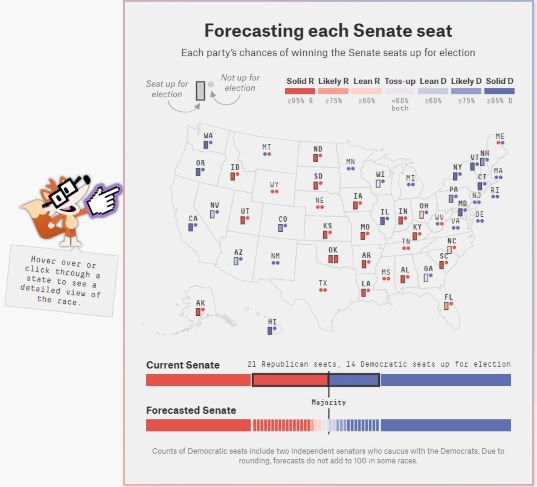 Forecasting each Senate seat
Each party's chances of winning the Senate seats up for election
Seat up for election
Not up for election
Solid R Likely R Lean R Toss-up Lean D Likely D Solid D
≥95% R ≥75% ≥60% <60% both ≥60% ≥75% ≥95% D
WA
MT
ND
MN
ME
OR
ID
WY
SD
WI
MI
NY
VT
NH
MA
NV
UT
NE
IA
PA
CT
NJ
RI
CA
CO
KS
MO
IL
IN
OH
WV
MD
VA
DE
KY
AZ
NM
OK
AR
TN
NC
SC
MS
AL
GA
TX
LA
FL
AK
HI
Hover over or
click through a
state to see a
detailed view of
the race.
Current Senate
21 Republican seats, 14 Democratic seats up for election
Majority
Forecasted Senate
Counts of Democratic seats include two independent senators who caucus with the Democrats. Due to
rounding, forecasts do not add to 100 in some races.